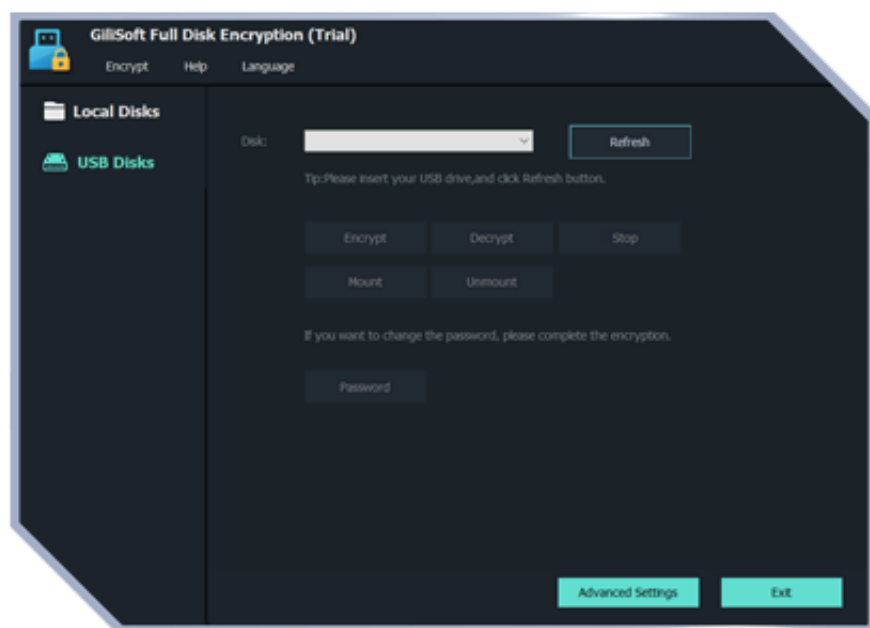 GiliSoft Full Disk Encryption (Trial)
Encrypt Help Language
Local Disks
USB Disks
Disk:
Refresh
Tip:Please insert your USB drive,and click Refresh button.
Encrypt Decrypt Stop
Mount Unmount
If you want to change the password, please complete the encryption.
Password
Advanced Settings Exit